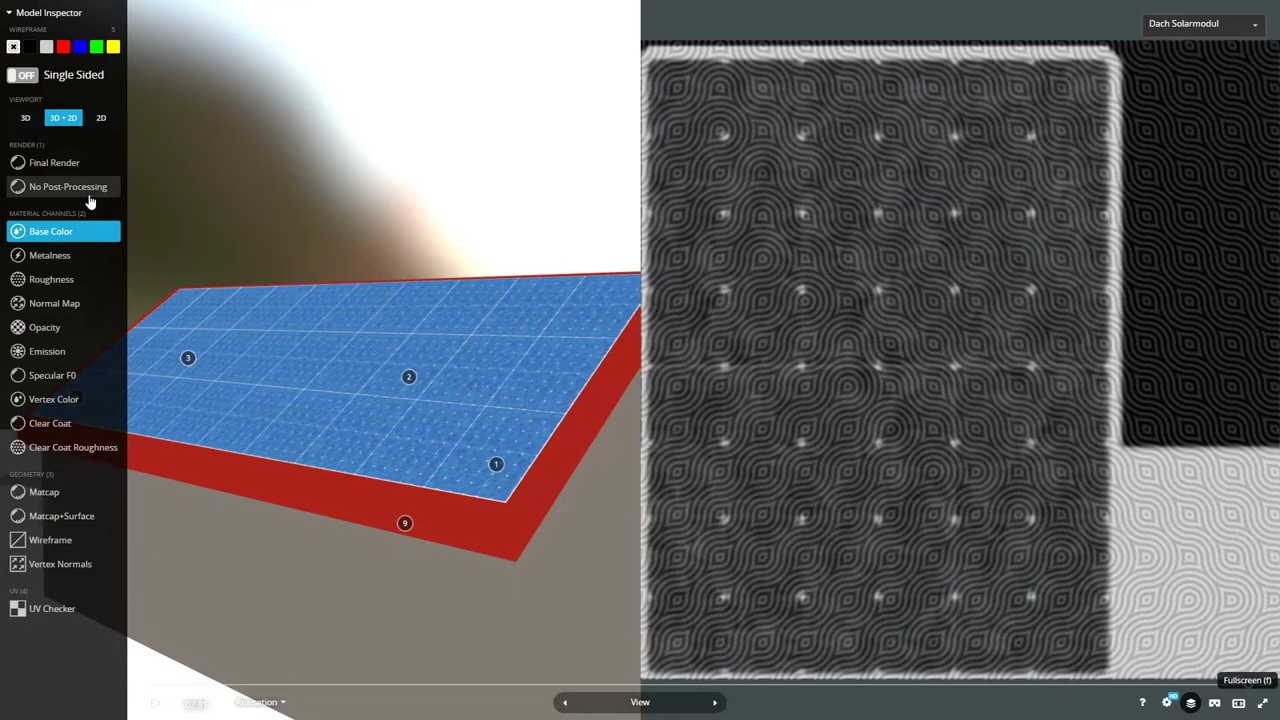 Model Inspector
WIREFRAME 5
OFF Single Sided
VIEWPORT
3D 3D + 2D 2D
RENDER (1)
Final Render
No Post-Processing
MATERIAL CHANNELS (2)
Base Color
Metalness
Roughness
Normal Map
Opacity
Emission
Specular F0
Vertex Color
Clear Coat
Clear Coat Roughness
GEOMETRY (3)
Matcap
Matcap+Surface
Wireframe
Vertex Normals
UV (4)
UV Checker
3
2
1
9
Dach Solarmodul
Fullscreen (f)
Animation
View
? HD